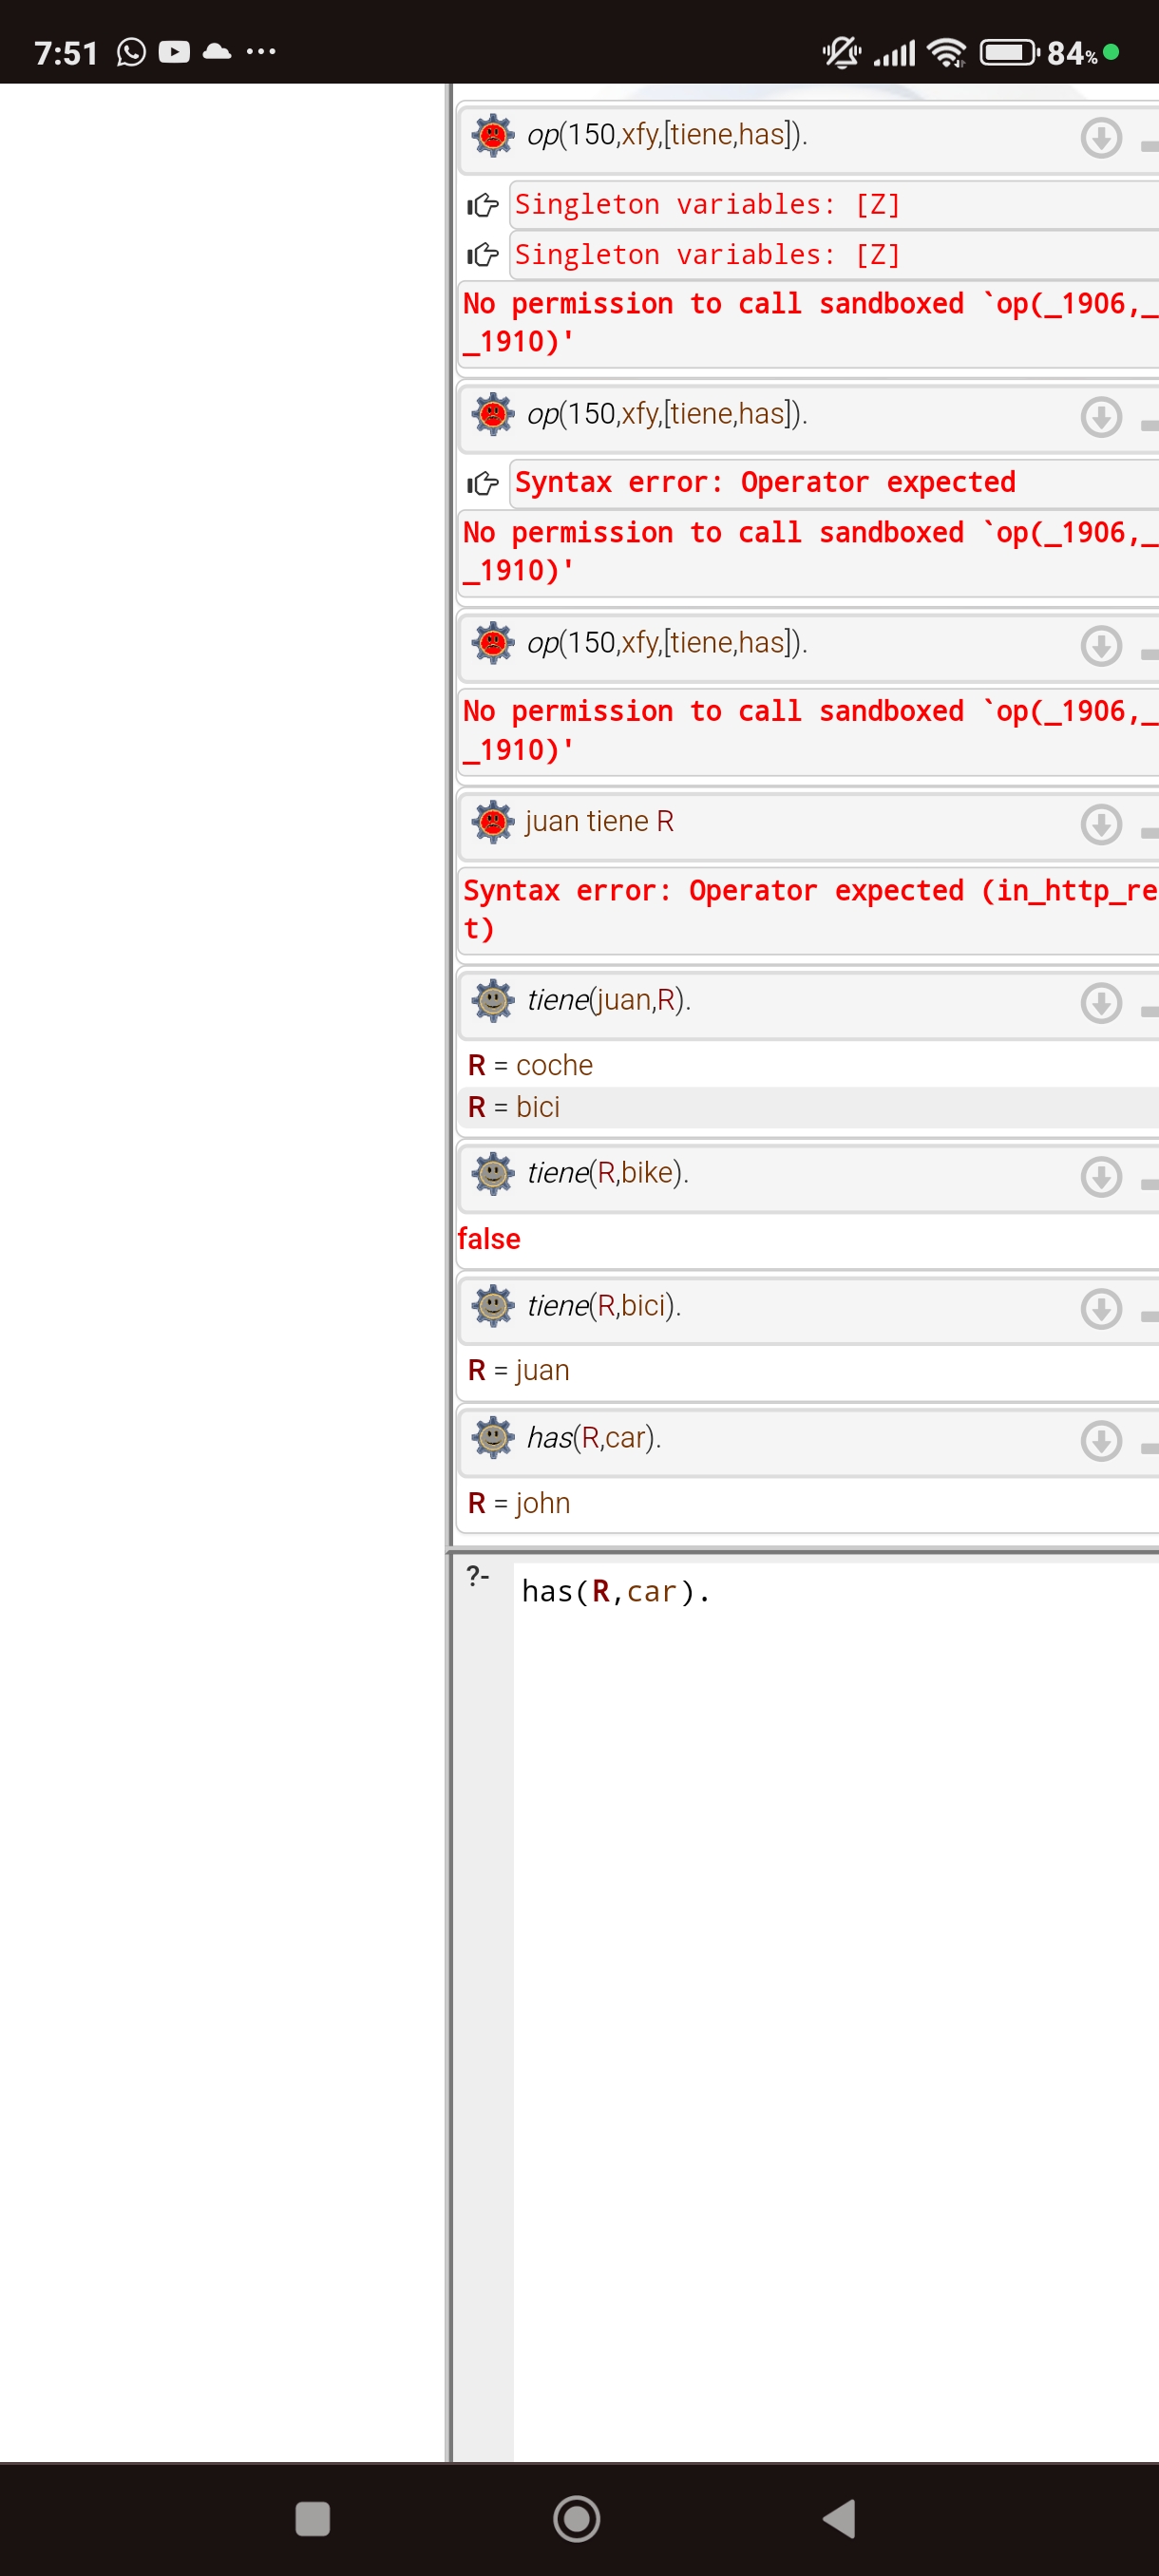 7:51
84%
op(150,xfy,[tiene,has]).
Singleton variables: [Z]
Singleton variables: [Z]
No permission to call sandboxed `op(_1906,_
_1910)'
op(150,xfy,[tiene,has]).
Syntax error: Operator expected
No permission to call sandboxed `op(_1906,_
_1910)'
op(150,xfy,[tiene,has]).
No permission to call sandboxed `op(_1906,_
_1910)'
juan tiene R
Syntax error: Operator expected (in_http_re
t)
tiene(juan,R).
R = coche
R = bici
tiene(R,bike).
false
tiene(R,bici).
R = juan
has(R,car).
R = john
?- has(R,car).